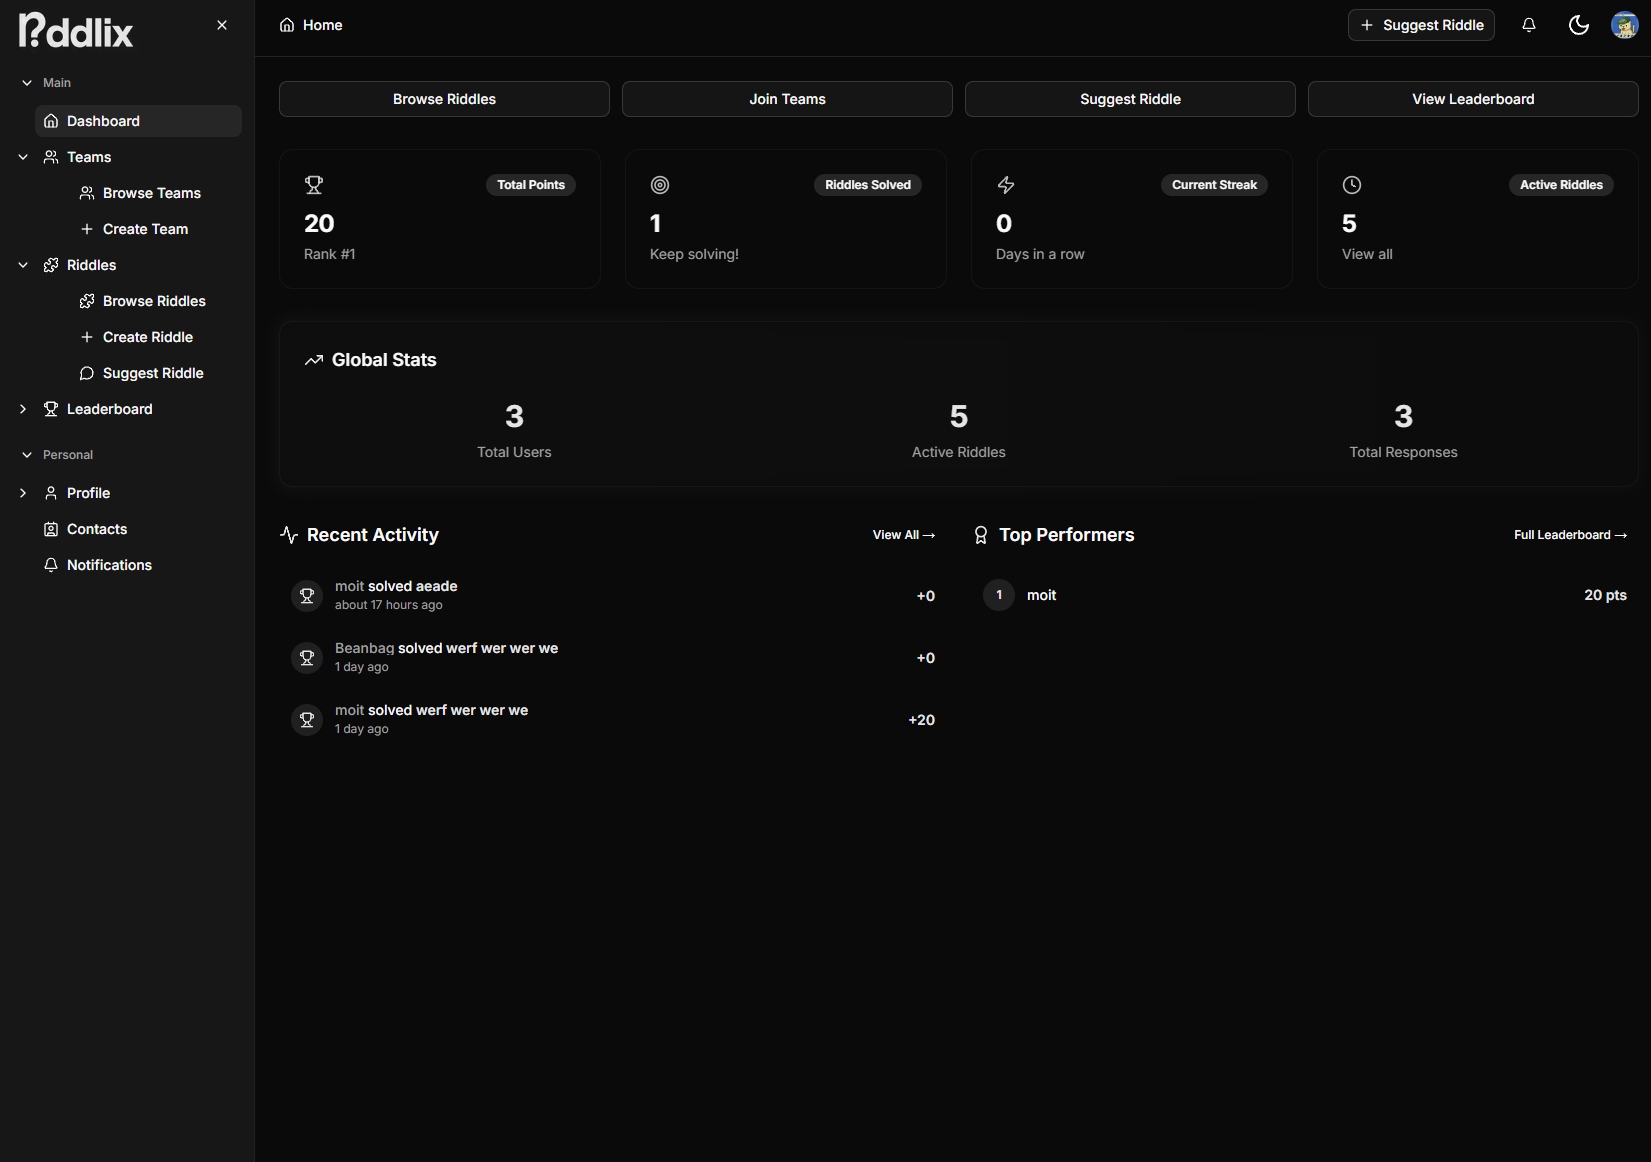 Riddlix
Home
Suggest Riddle
Main
Dashboard
Teams
Browse Teams
Create Team
Riddles
Browse Riddles
Create Riddle
Suggest Riddle
Leaderboard
Personal
Profile
Contacts
Notifications
Browse Riddles
Join Teams
Suggest Riddle
View Leaderboard
Total Points
20
Rank #1
Riddles Solved
1
Keep solving!
Current Streak
0
Days in a row
Active Riddles
5
View all
Global Stats
3
Total Users
5
Active Riddles
3
Total Responses
Recent Activity
View All →
moit solved aeade
about 17 hours ago
+0
Beanbag solved werf wer wer we
1 day ago
+0
moit solved werf wer wer we
1 day ago
+20
Top Performers
Full Leaderboard →
1 moit 20 pts